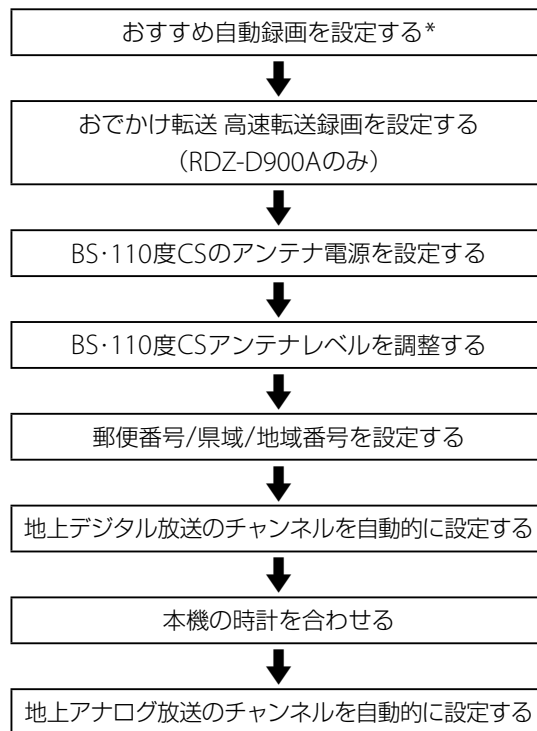 おすすめ自動録画を設定する*
おでかけ転送 高速転送録画を設定する
（RDZ-D900Aのみ）
BS·110度CSのアンテナ電源を設定する
BS·110度CSアンテナレベルを調整する
郵便番号/県域/地域番号を設定する
地上デジタル放送のチャンネルを自動的に設定する
本機の時計を合わせる
地上アナログ放送のチャンネルを自動的に設定する